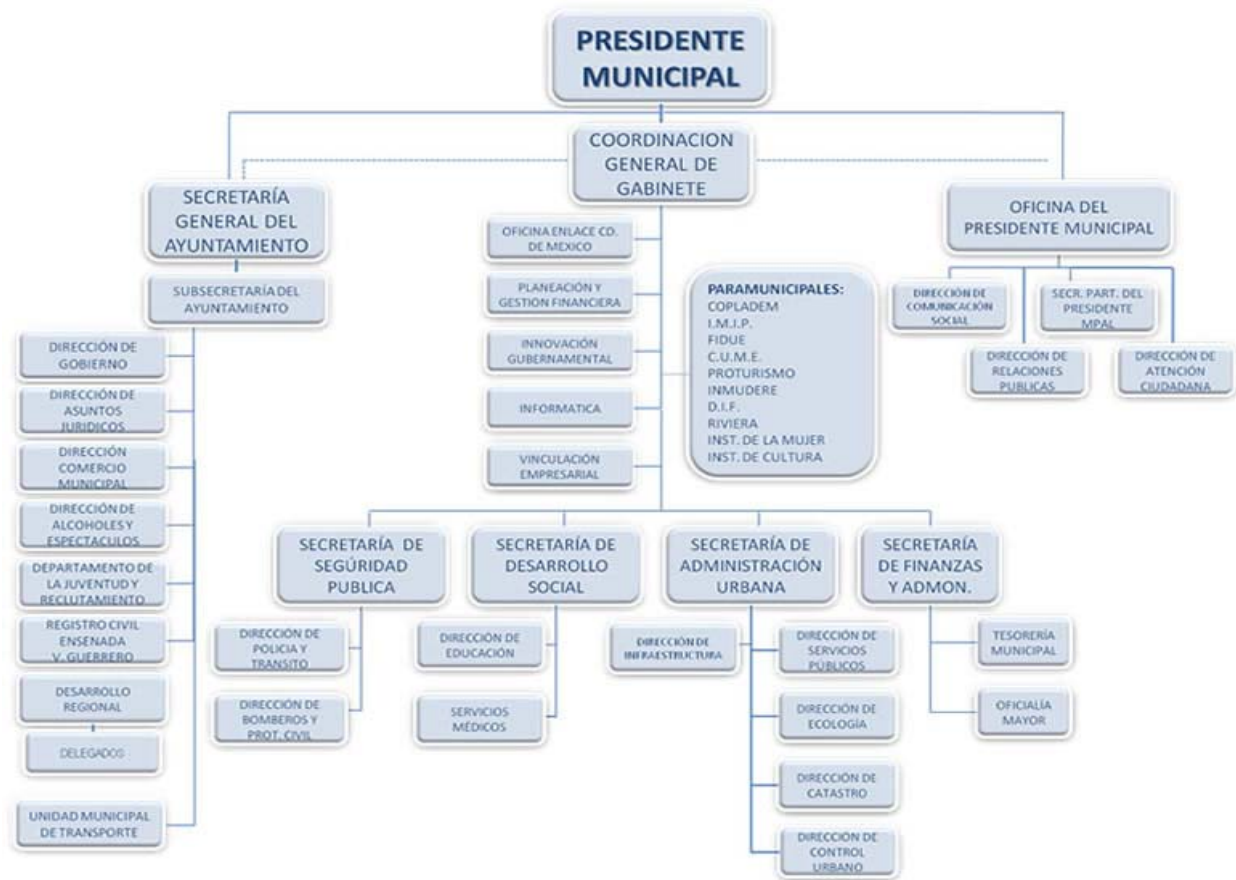 PRESIDENTE
MUNICIPAL
COORDINACION
GENERAL DE
GABINETE
SECRETARÍA
GENERAL DEL
AYUNTAMIENTO
OFICINA DEL
PRESIDENTE MUNICIPAL
SUBSECRETARÍA DEL
AYUNTAMIENTO
DIRECCIÓN DE
GOBIERNO
DIRECCIÓN DE
ASUNTOS
JURIDICOS
DIRECCIÓN
COMERCIO
MUNICIPAL
DIRECCIÓN DE
ALCOHOLES Y
ESPECTACULOS
DEPARTAMENTO DE
LA JUVENTUD Y
RECLUTAMIENTO
REGISTRO CIVIL
ENSENADA
V. GUERRERO
DESARROLLO
REGIONAL
DELEGADOS
UNIDAD MUNICIPAL
DE TRANSPORTE
OFICINA ENLACE CD.
DE MEXICO
PLANEACIÓN Y
GESTION FINANCIERA
INNOVACIÓN
GUBERNAMENTAL
INFORMATICA
VINCULACIÓN
EMPRESARIAL
PARAMUNICIPALES:
COPLADEM
I.M.I.P.
FIDUE
C.U.M.E.
PROTURISMO
INMUDERE
D.I.F.
RIVIERA
INST. DE LA MUJER
INST. DE CULTURA
DIRECCIÓN DE
COMUNICACIÓN
SOCIAL
SECR. PART. DEL
PRESIDENTE
MPAL
DIRECCIÓN DE
RELACIONES
PUBLICAS
DIRECCIÓN DE
ATENCIÓN
CIUDADANA
SECRETARÍA DE
SEGÚRIDAD
PUBLICA
DIRECCIÓN DE
POLICIA Y
TRANSITO
DIRECCIÓN DE
BOMBEROS Y
PROT. CIVIL
SECRETARÍA DE
DESARROLLO
SOCIAL
DIRECCIÓN DE
EDUCACIÓN
SERVICIOS
MÉDICOS
SECRETARÍA DE
ADMINISTRACIÓN
URBANA
DIRECCIÓN DE
INFRAESTRUCTURA
DIRECCIÓN DE
SERVICIOS
PÚBLICOS
DIRECCIÓN DE
ECOLOGÍA
DIRECCIÓN DE
CATASTRO
DIRECCIÓN DE
CONTROL
URBANO
SECRETARÍA
DE FINANZAS
Y ADMON.
TESORERÍA
MUNICIPAL
OFICIALÍA
MAYOR